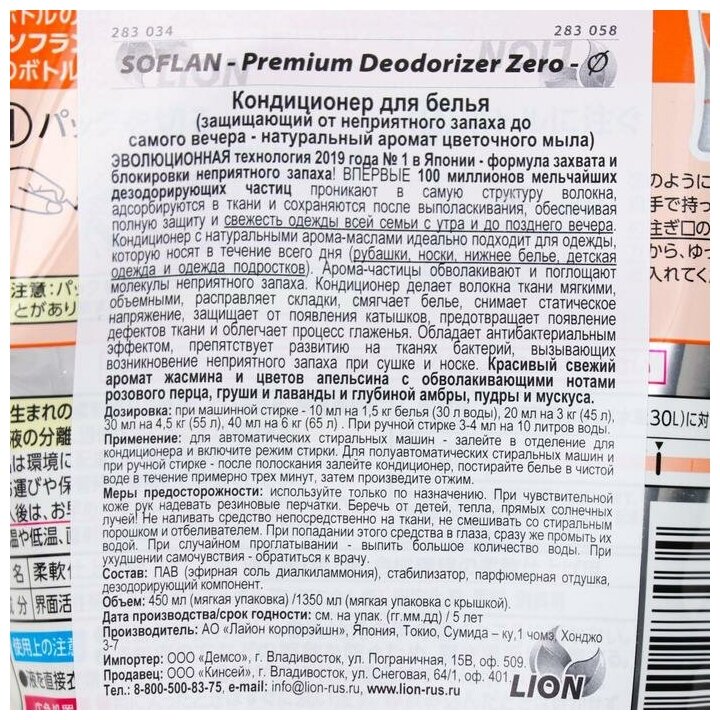 283 034
283 058
SOFLAN - Premium Deodorizer Zero - Ø
Кондиционер для белья
(защищающий от неприятного запаха до
самого вечера - натуральный аромат цветочного мыла)
ЭВОЛЮЦИОННАЯ технология 2019 года № 1 в Японии - формула захвата и
блокировки неприятного запаха! ВПЕРВЫЕ 100 миллионов мельчайших
дезодорирующих частиц проникают в самую структуру волокна,
адсорбируются в ткани и сохраняются после выполаскивания, обеспечивая
полную защиту и свежесть одежды всей семьи с утра и до позднего вечера.
Кондиционер с натуральными арома-маслами идеально подходит для одежды,
которую носят в течение всего дня (рубашки, носки, нижнее белье, детская
одежда и одежда подростков). Арома-частицы обволакивают и поглощают
молекулы неприятного запаха. Кондиционер делает волокна ткани мягкими,
объемными, расправляет складки, смягчает белье, снимает статическое
напряжение, защищает от появления катышков, предотвращает появление
дефектов ткани и облегчает процесс глаженья. Обладает антибактериальным
эффектом, препятствует развитию на тканях бактерий, вызывающих
возникновение неприятного запаха при сушке и носке. Красивый свежий
аромат жасмина и цветов апельсина с обволакивающими нотами
розового перца, груши и лаванды и глубиной амбры, пудры и мускуса.
Дозировка: при машинной стирке - 10 мл на 1,5 кг белья (30 л воды), 20 мл на 3 кг (45 л),
30 мл на 4,5 кг (55 л), 40 мл на 6 кг (65 л) . При ручной стирке 3-4 мл на 10 литров воды.
Применение: для автоматических стиральных машин - залейте в отделение для
кондиционера и включите режим стирки. Для полуавтоматических стиральных машин и
при ручной стирке - после полоскания залейте кондиционер, постирайте белье в чистой
воде в течение примерно трех минут, затем произведите отжим.
Меры предосторожности: используйте только по назначению. При чувствительной
коже рук надевать резиновые перчатки. Беречь от детей, тепла, прямых солнечных
лучей! Не наливать средство непосредственно на ткани, не смешивать со стиральным
порошком и отбеливателем. При попадании этого средства в глаза, сразу же промыть их
водой. При случайном проглатывании - выпить большое количество воды. При
ухудшении самочувствия - обратиться к врачу.
Состав: ПАВ (эфирная соль диалкиламмония), стабилизатор, парфюмерная отдушка,
дезодорирующий компонент.
Объем: 450 мл (мягкая упаковка) /1350 мл (мягкая упаковка с крышкой).
Дата производства/срок годности: см. на упак. (гг.мм.дд) / 5 лет
Производитель: АО «Лайон корпорэйшн», Япония, Токио, Сумида – ку,1 чомэ, Хонджо
3-7
Импортер: ООО «Демсо», г. Владивосток, ул. Пограничная, 15В, оф. 509.
Продавец: ООО «Кинсей», г. Владивосток, ул. Снеговая, 64/1, оф. 401.
Тел.: 8-800-500-83-75, e-mail: info@lion-rus.ru, www.lion-rus.ru
LION